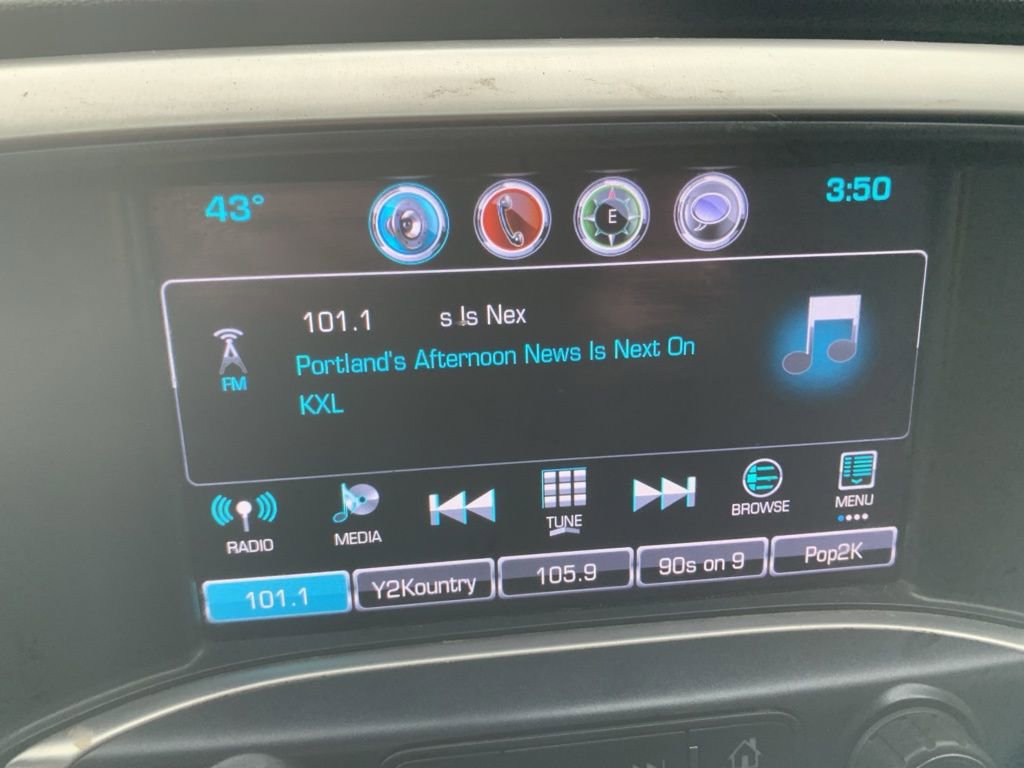 43°
E
3:50
101.1 s Is Nex
FM
Portland's Afternoon News Is Next On
KXL
RADIO
MEDIA
TUNE
BROWSE
MENU
101.1
Y2Kountry
105.9
90s on 9
Pop2K